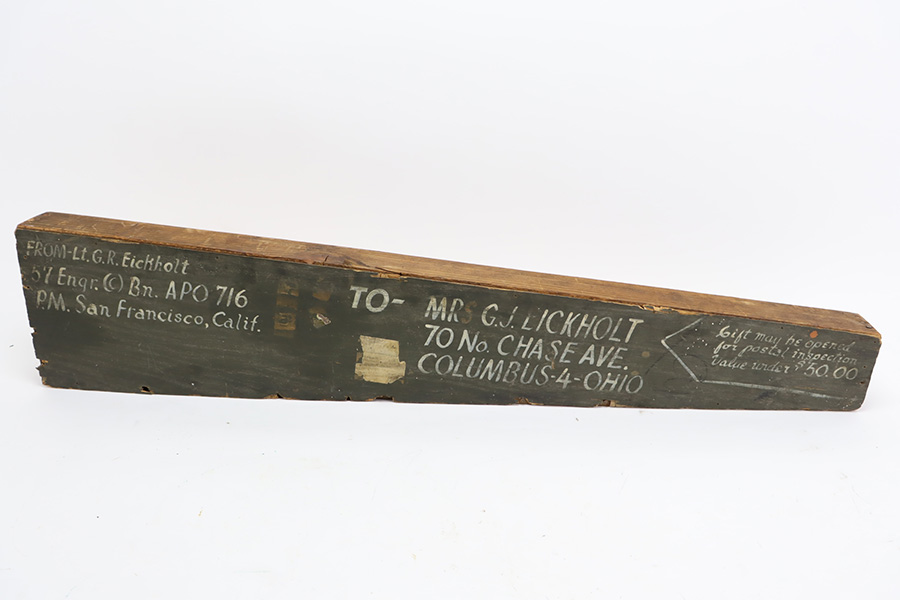 FROM-Lt. G.R. Eickholt
57 Engr. (C) Bn. APO 716
P.M. San Francisco, Calif.
TO-
MRS G.J. EICKHOLT
70 No. CHASE AVE.
COLUMBUS-4-OHIO
Gift may be opened
for postal inspection
Value under $50.00